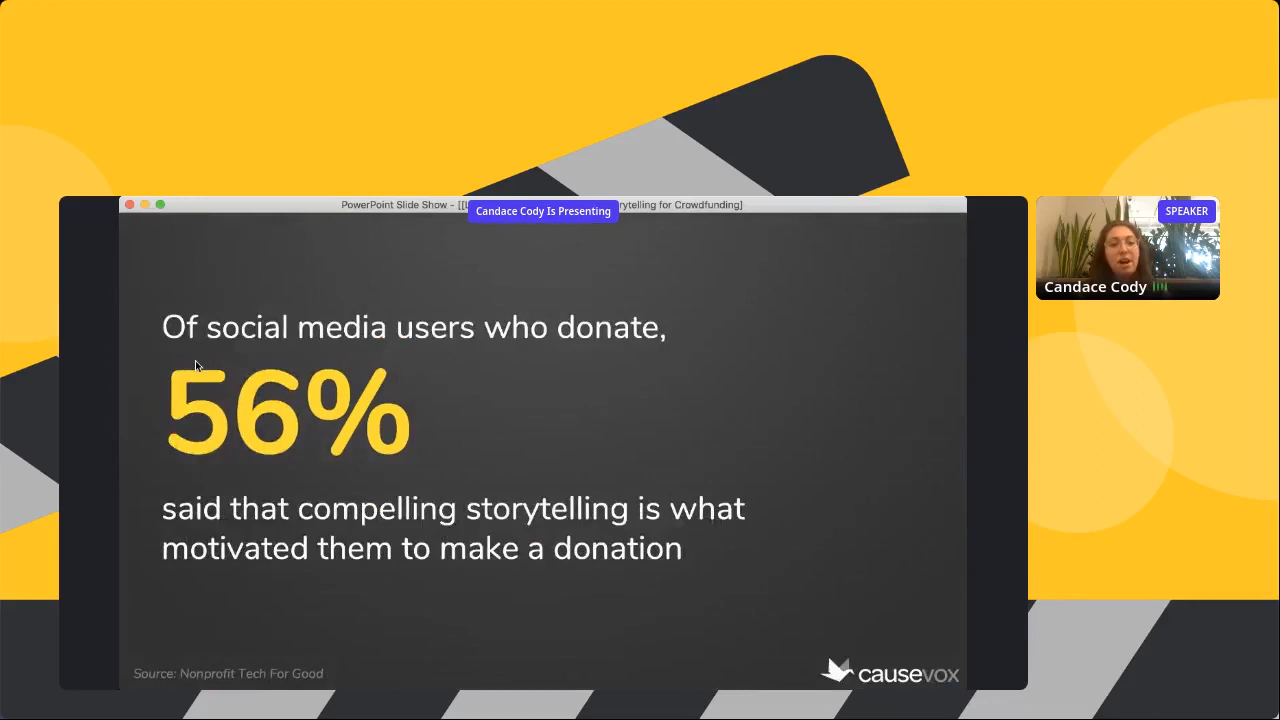 PowerPoint Slide Show - [[L
rytelling for Crowdfunding]
Candace Cody Is Presenting
SPEAKER
Candace Cody
Of social media users who donate,
56%
said that compelling storytelling is what
motivated them to make a donation
Source: Nonprofit Tech For Good
causevox